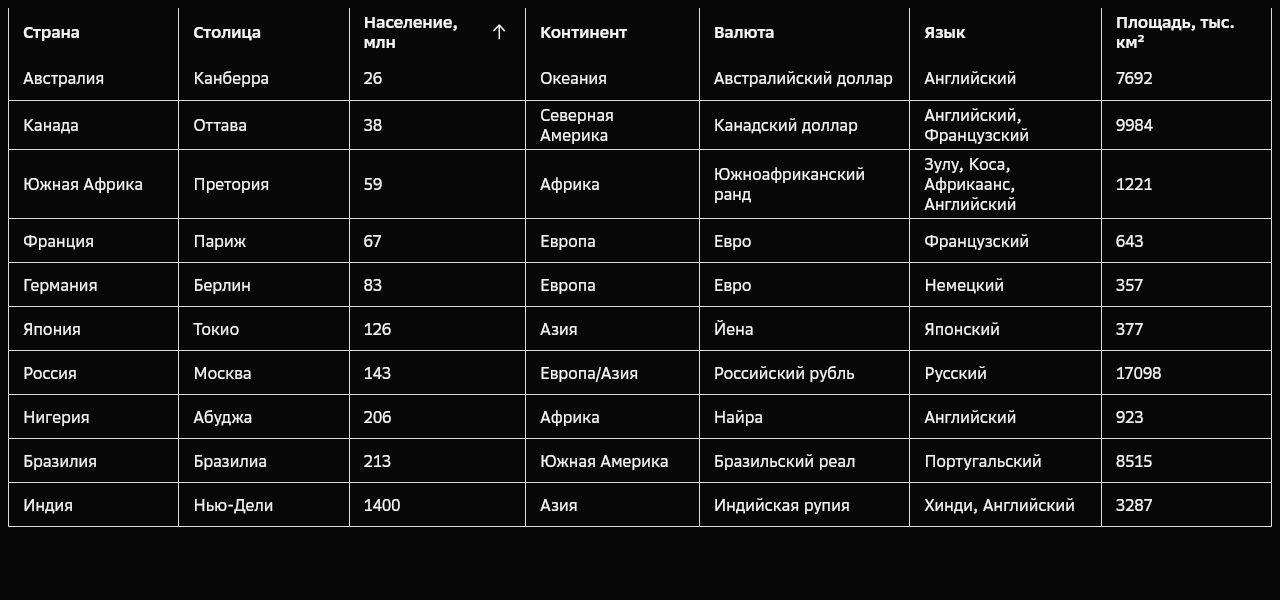 Страна Столица Население, млн Континент Валюта Язык Площадь, тыс. км²
Австралия Канберра 26 Океания Австралийский доллар Английский 7692
Канада Оттава 38 Северная Америка Канадский доллар Английский, Французский 9984
Южная Африка Претория 59 Африка Южноафриканский ранд Зулу, Коса, Африкаанс, Английский 1221
Франция Париж 67 Европа Евро Французский 643
Германия Берлин 83 Европа Евро Немецкий 357
Япония Токио 126 Азия Йена Японский 377
Россия Москва 143 Европа/Азия Российский рубль Русский 17098
Нигерия Абуджа 206 Африка Найра Английский 923
Бразилия Бразилиа 213 Южная Америка Бразильский реал Португальский 8515
Индия Нью-Дели 1400 Азия Индийская рупия Хинди, Английский 3287